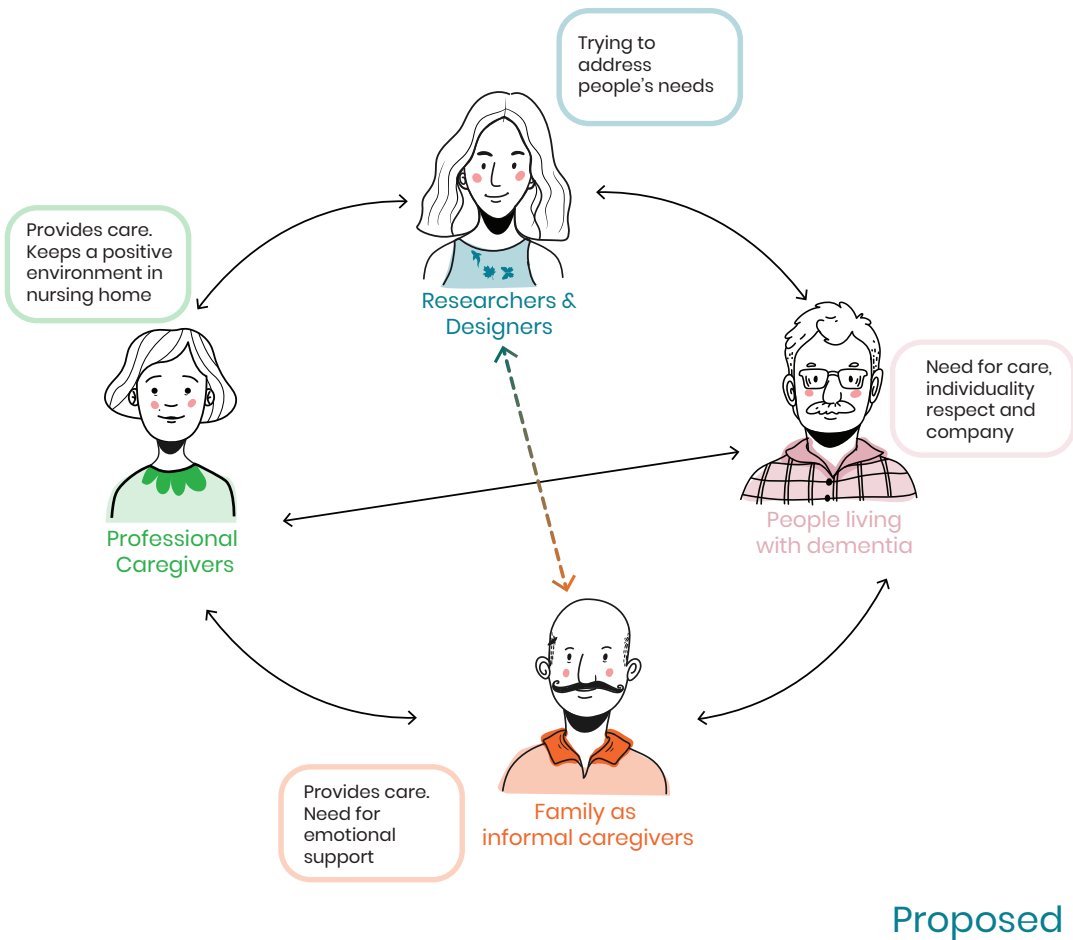 Trying to
address
people's needs
Provides care.
Keeps a positive
environment in
nursing home
Researchers &
Designers
Need for care,
individuality
respect and
company
Professional
Caregivers
People living
with dementia
Provides care.
Need for
emotional
support
Family as
informal caregivers
Proposed